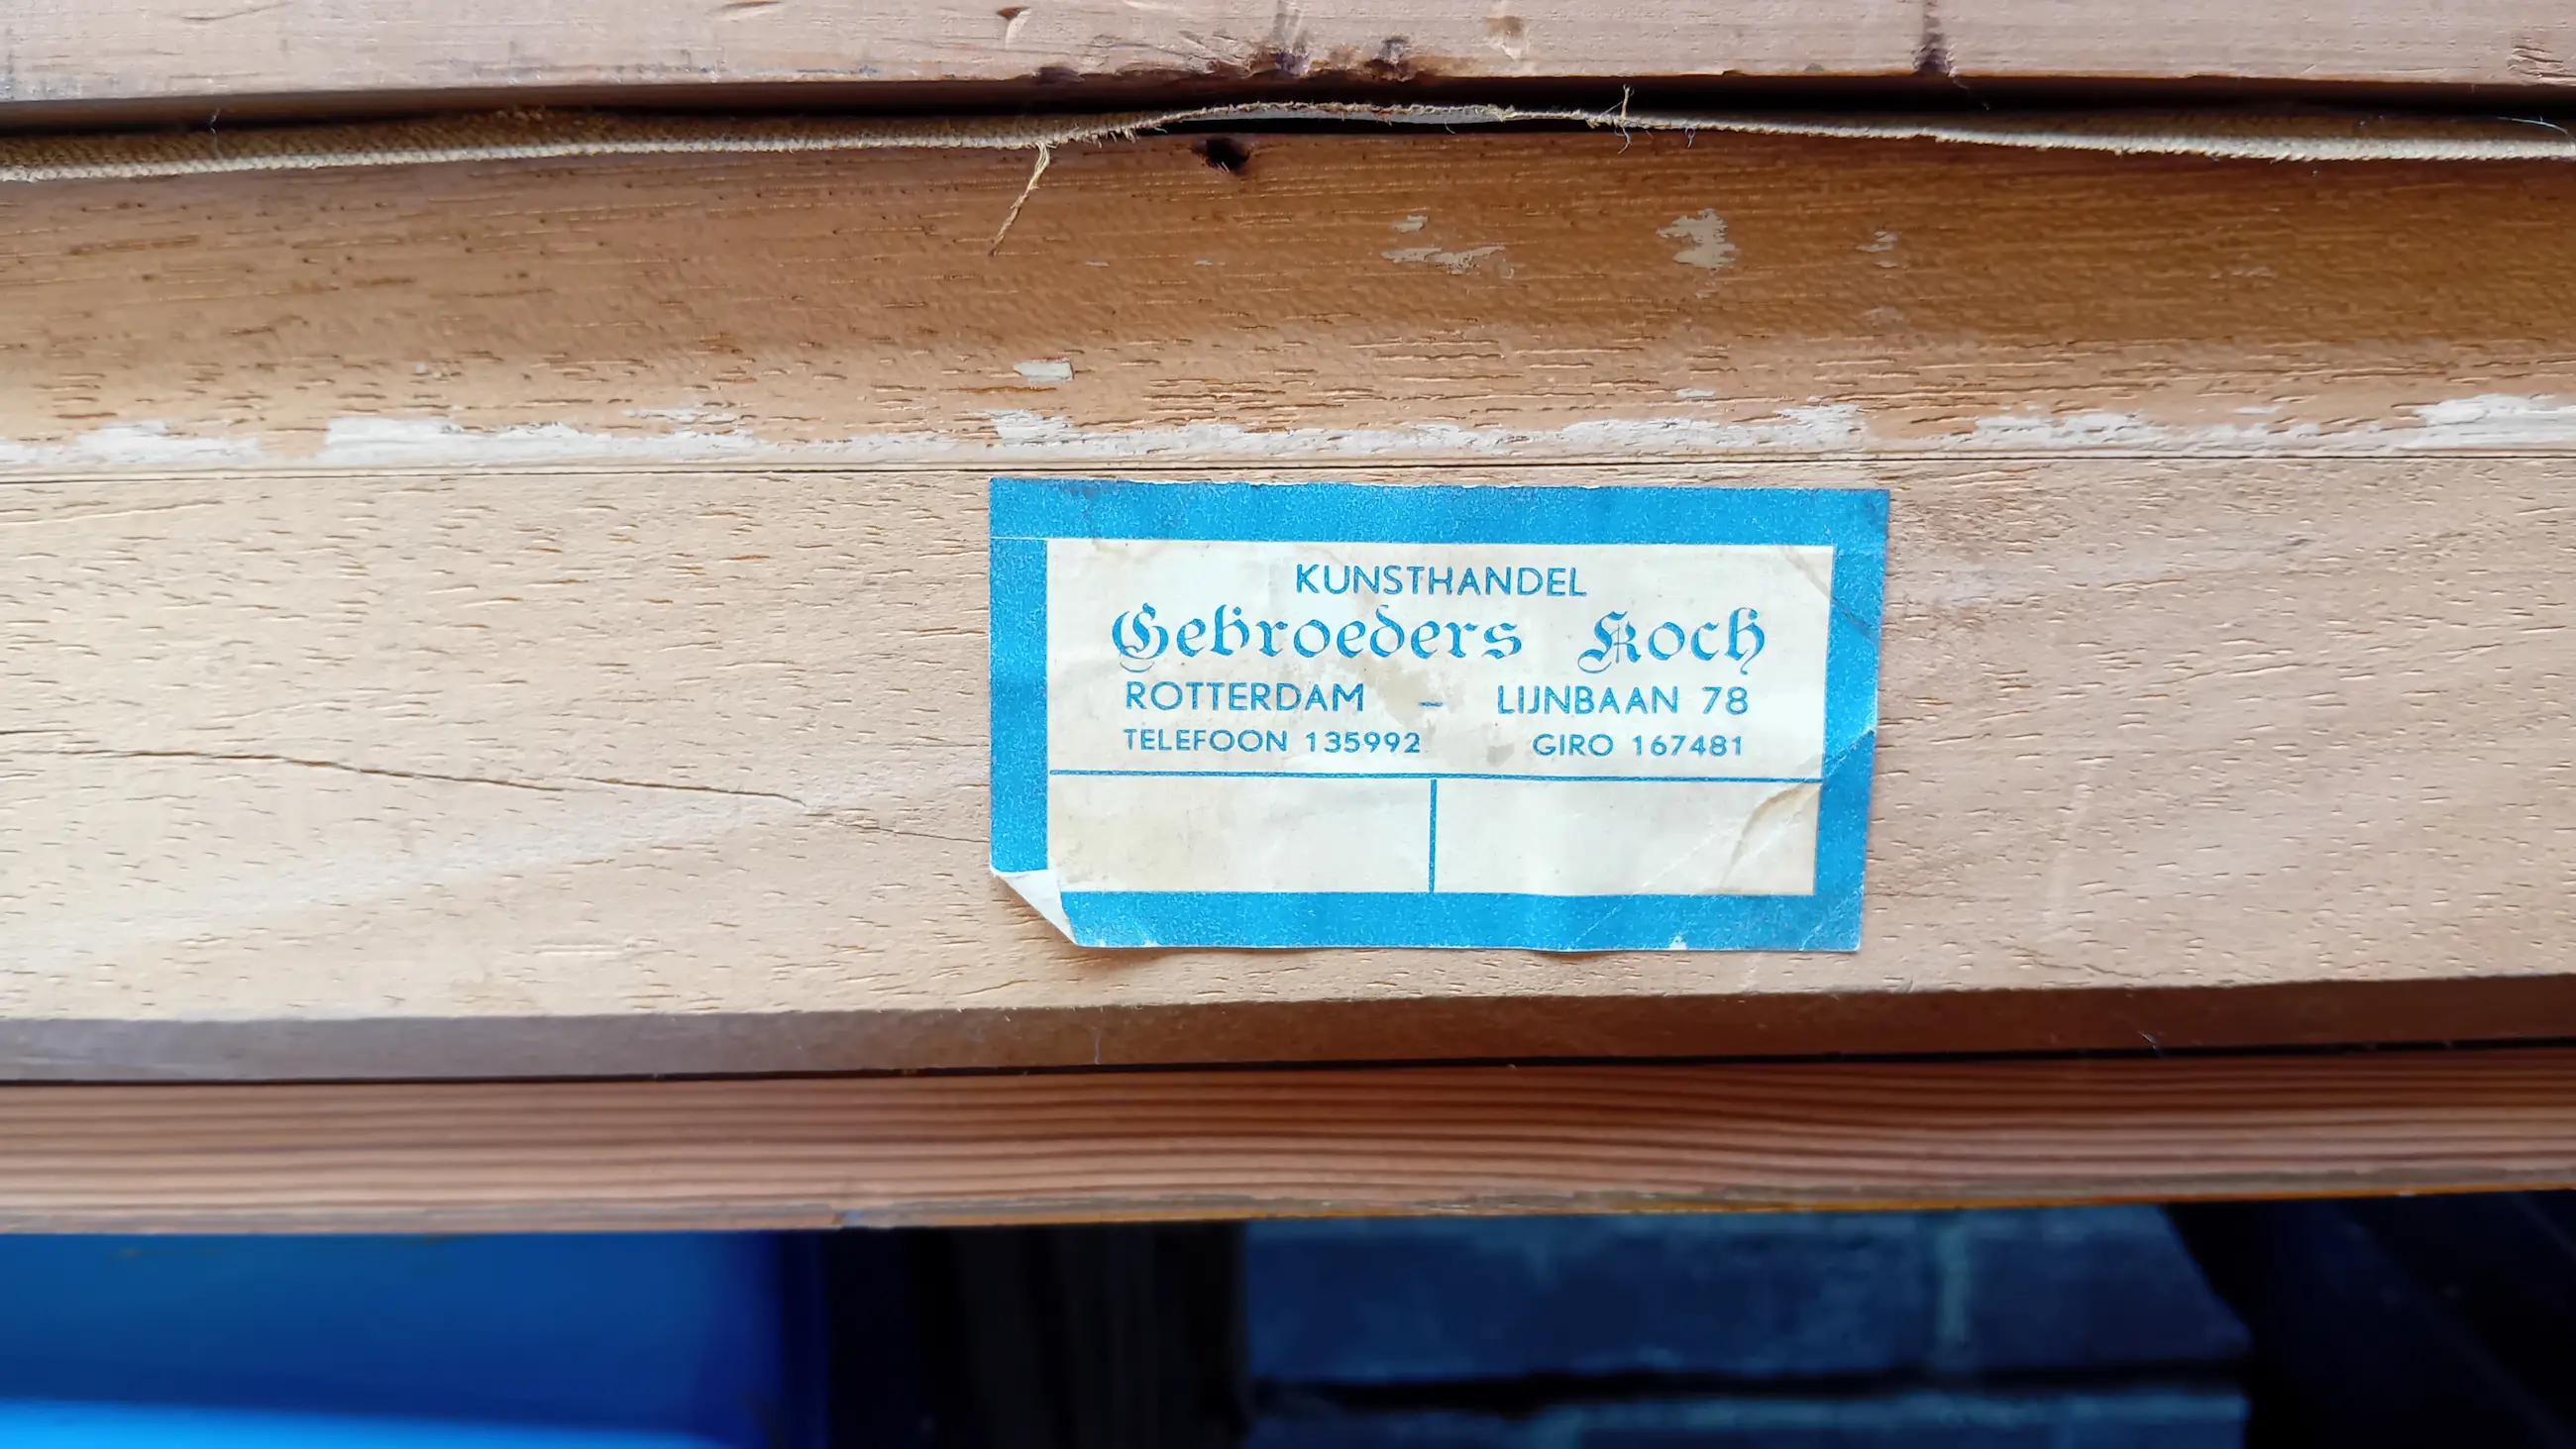 KUNSTHANDEL
Gebroeders Koch
ROTTERDAM – LIJNBAAN 78
TELEFOON 135992 GIRO 167481